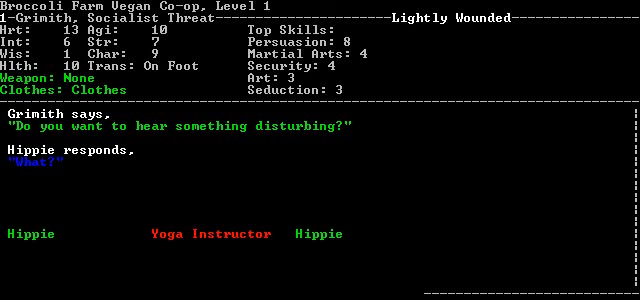 Broccoli Farm Vegan Co-op, Level 1
1-Grimith, Socialist Threat Lightly Wounded
Hrt: 13 Agi: 10 Top Skills:
Int: 6 Str: 7 Persuasion: 8
Wis: 1 Char: 9 Martial Arts: 4
Hlth: 10 Trans: On Foot Security: 4
Weapon: None Art: 3
Clothes: Clothes Seduction: 3
Grimith says,
"Do you want to hear something disturbing?"
Hippie responds,
"What?"
Hippie Yoga Instructor Hippie